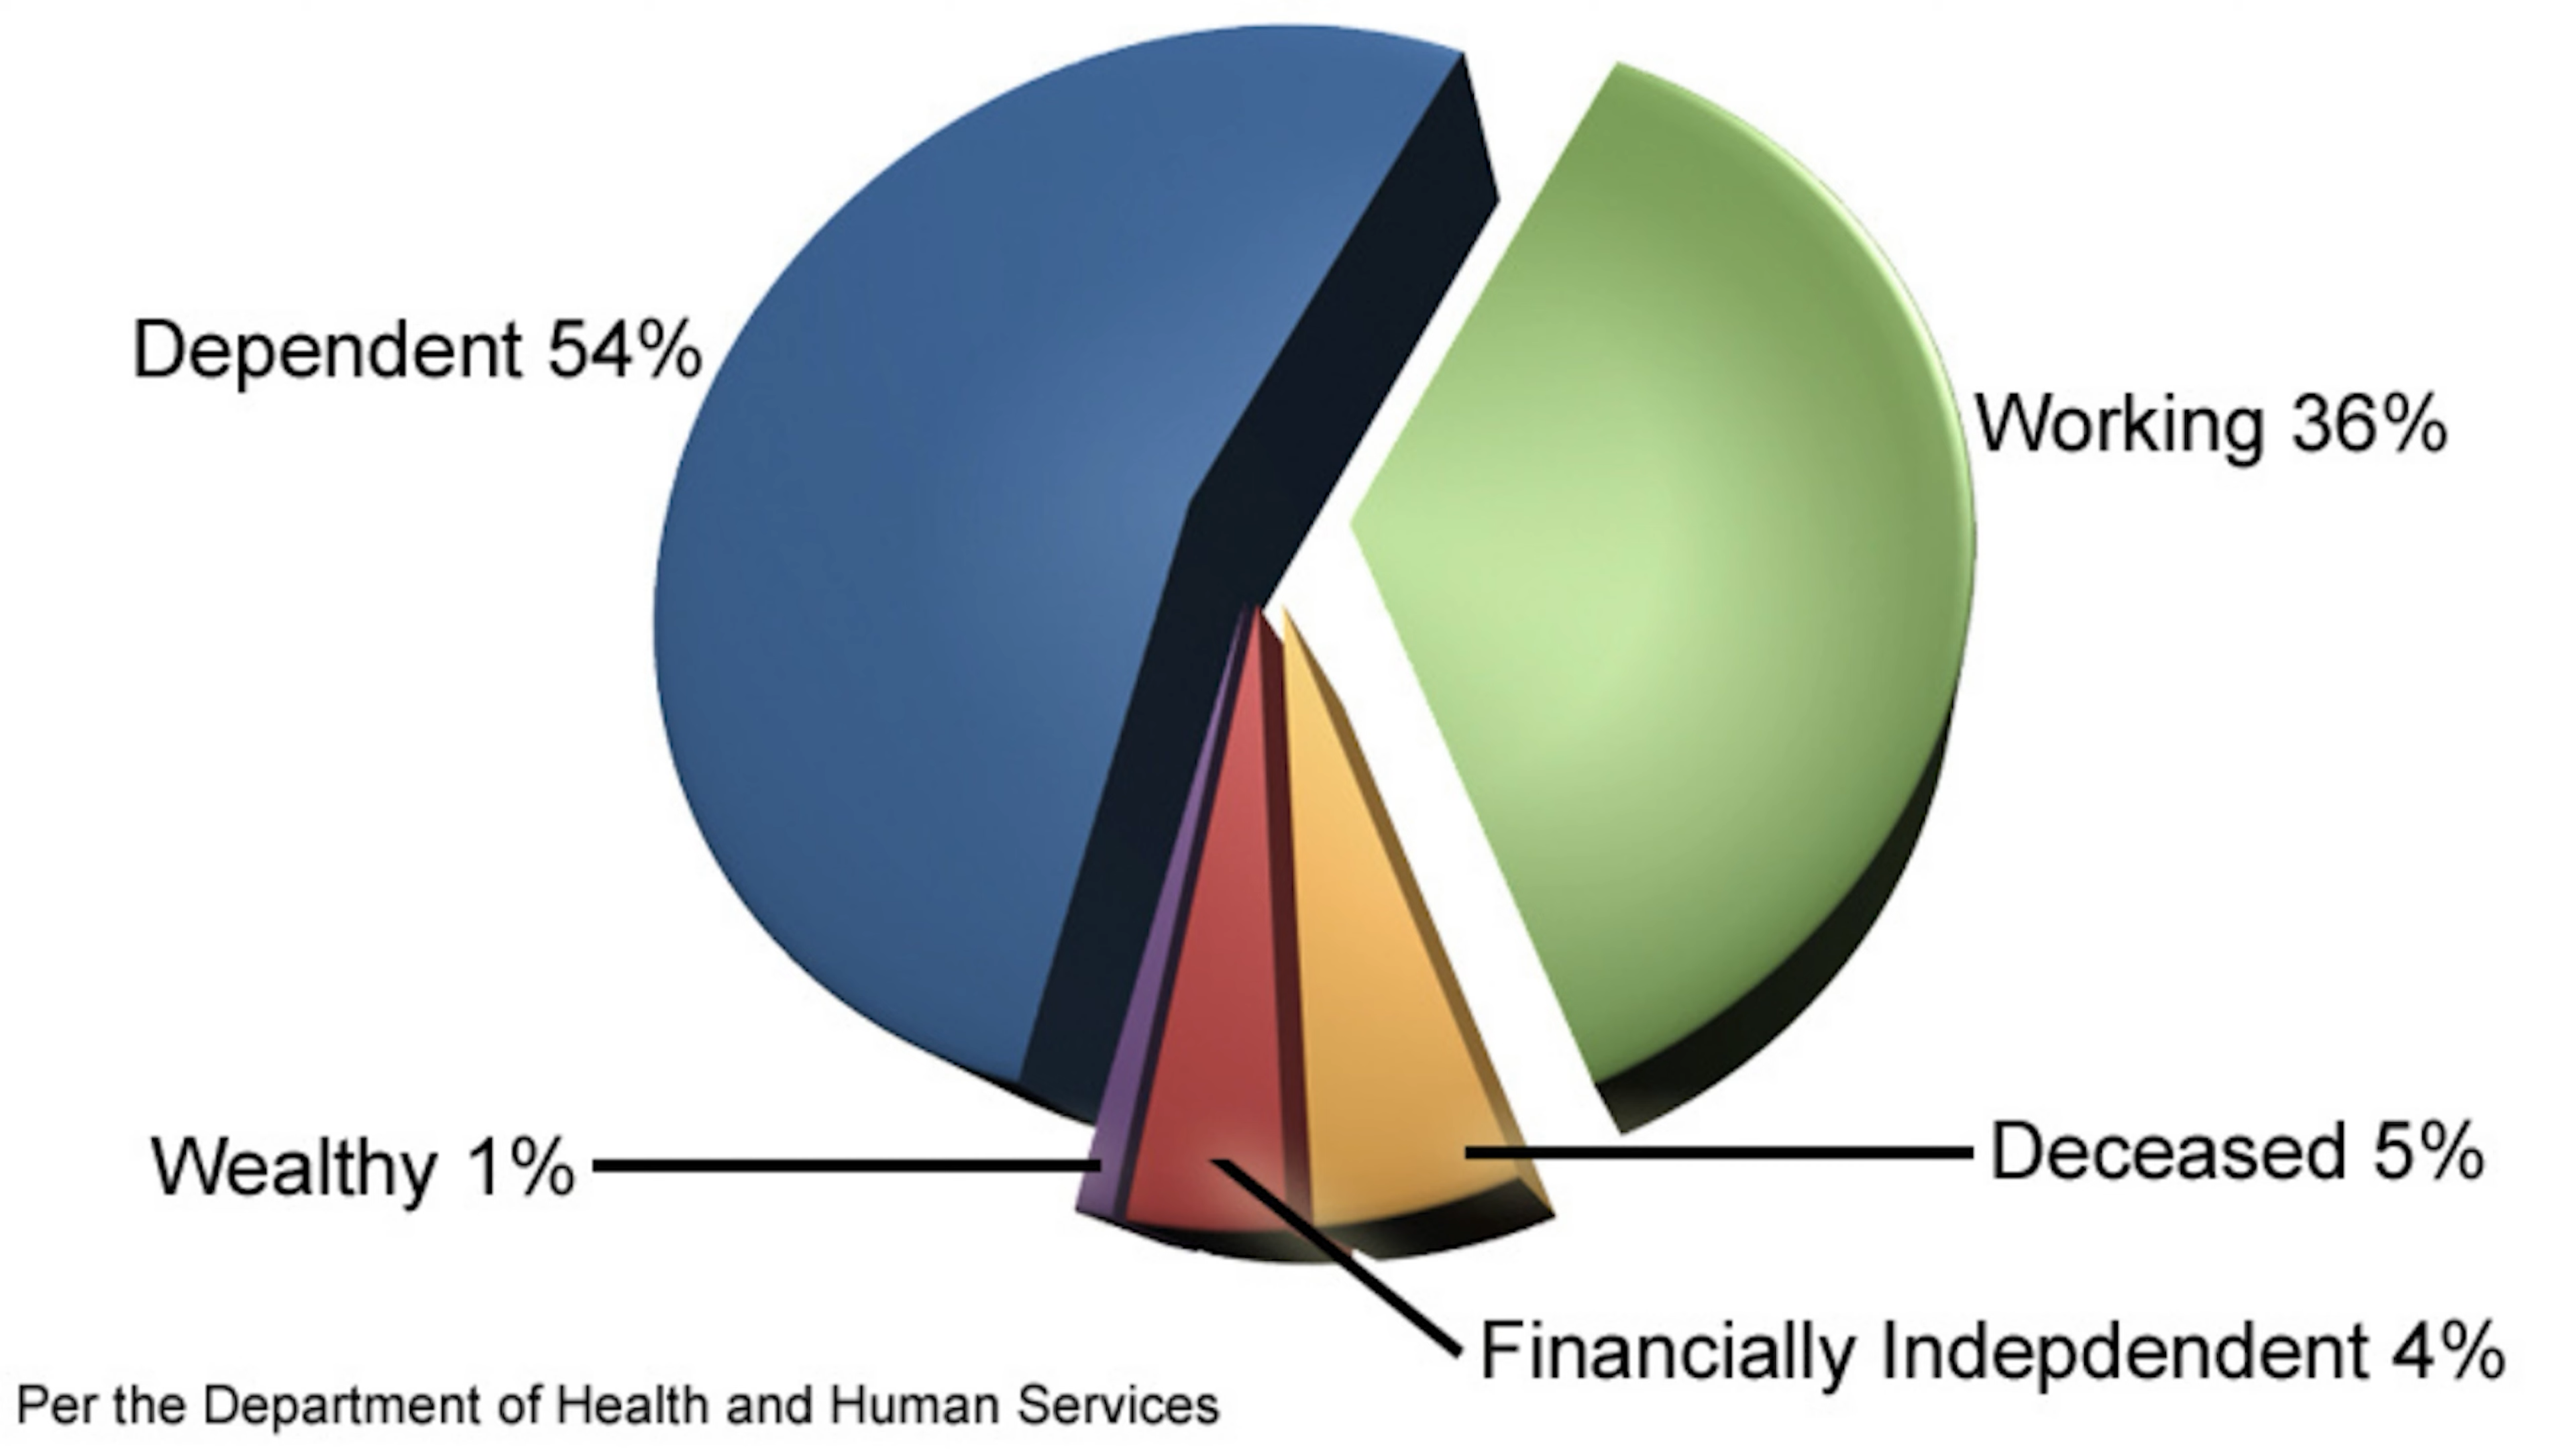 Dependent 54%
Working 36%
Wealthy 1%
Deceased 5%
Financially Indepdendent 4%
Per the Department of Health and Human Services